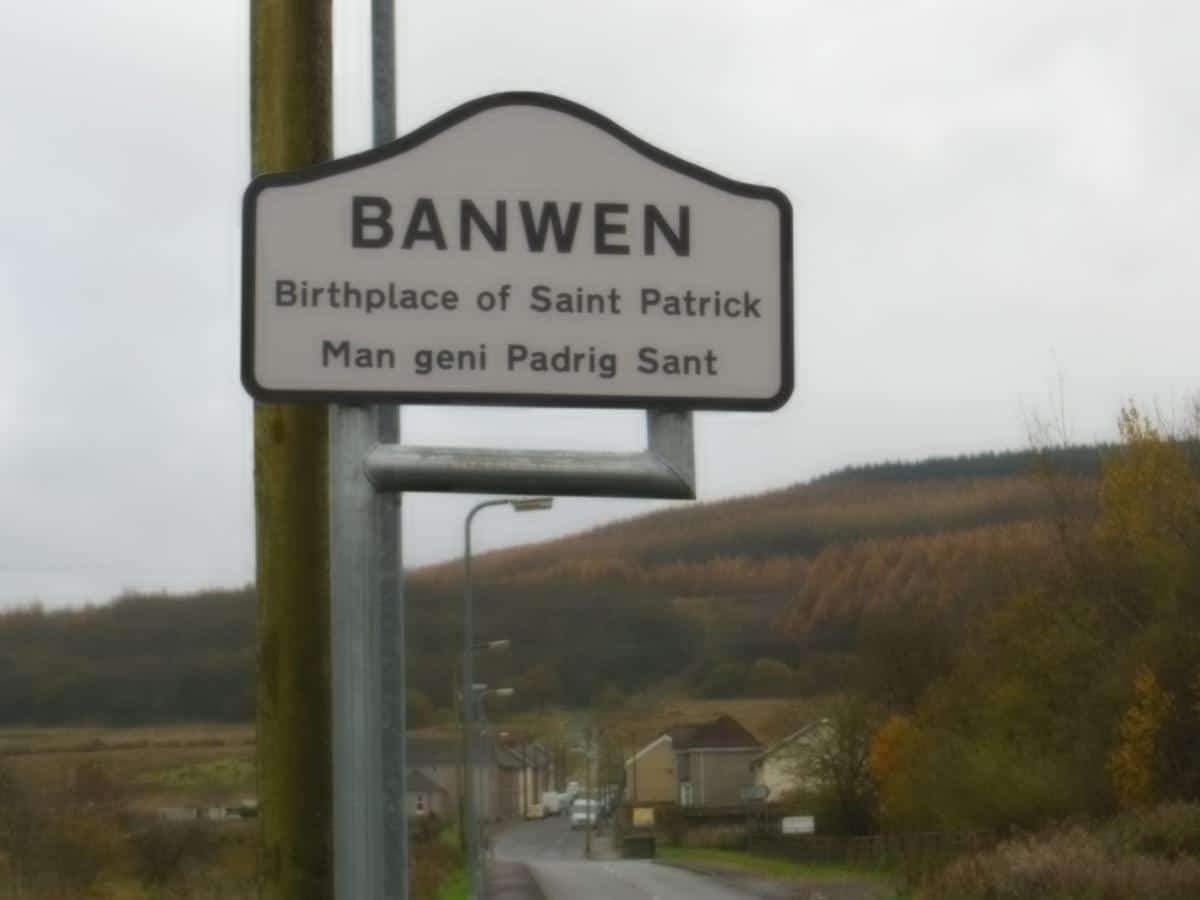 BANWEN
Birthplace of Saint Patrick
Man geni Padrig Sant